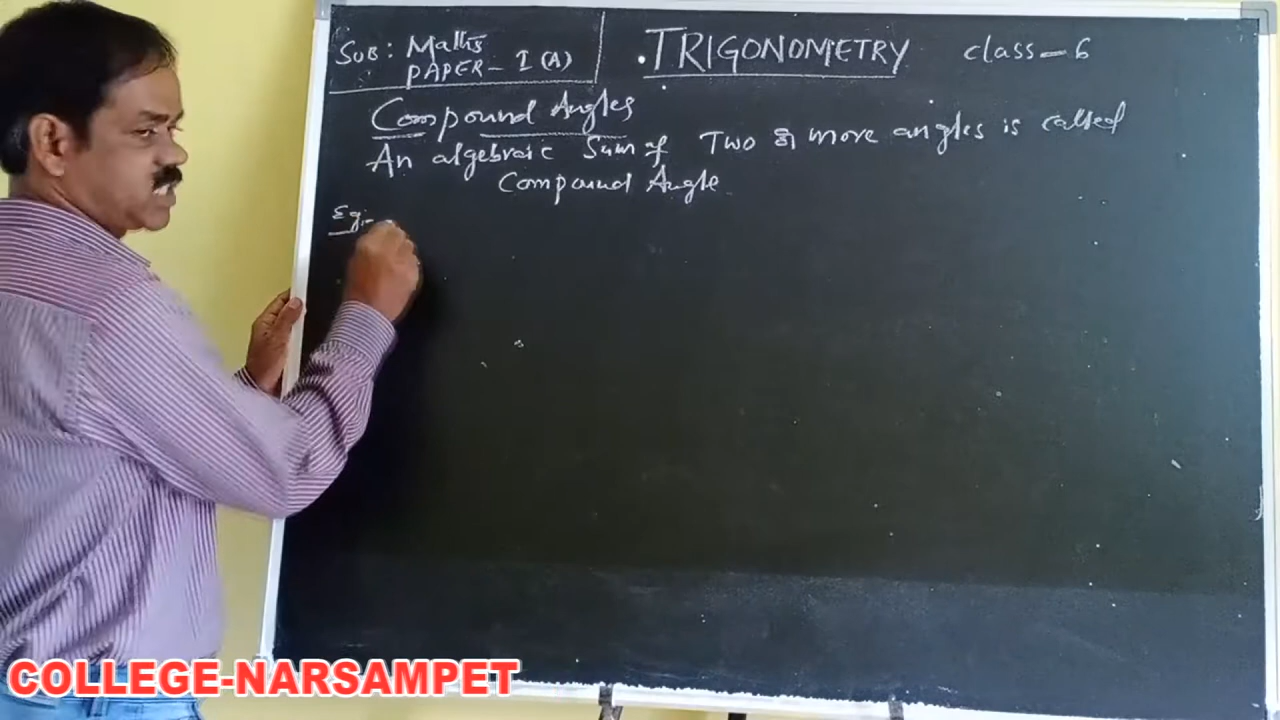 SUB: Maths
PAPER - I (A)
TRIGONOMETRY
class - 6
Compound Angles
An algebraic Sum of Two or more angles is called
Compound Angle
Eg:-
COLLEGE-NARSAMPET